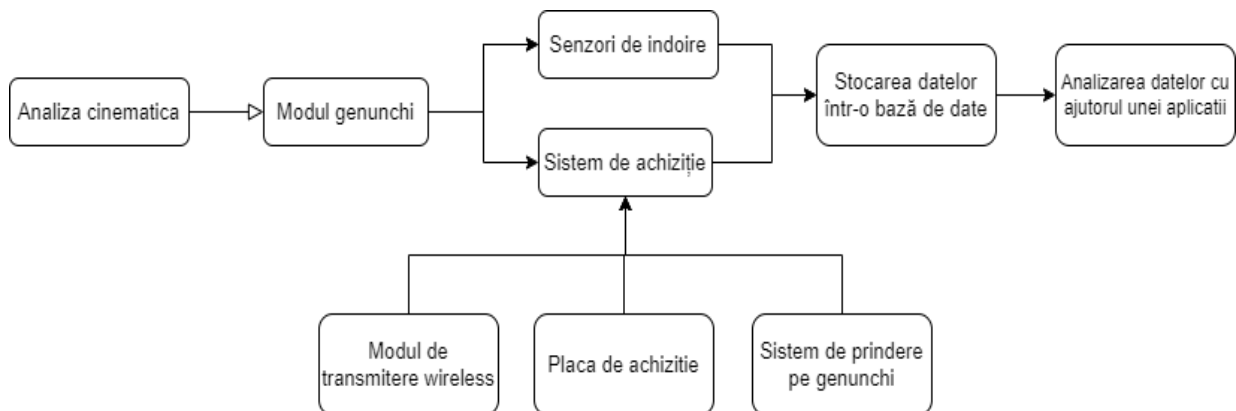 Analiza cinematica
Modul genunchi
Senzori de indoire
Sistem de achiziție
Stocarea datelor
într-o bază de date
Analizarea datelor cu
ajutorul unei aplicatii
Modul de
transmitere wireless
Placa de achizitie
Sistem de prindere
pe genunchi